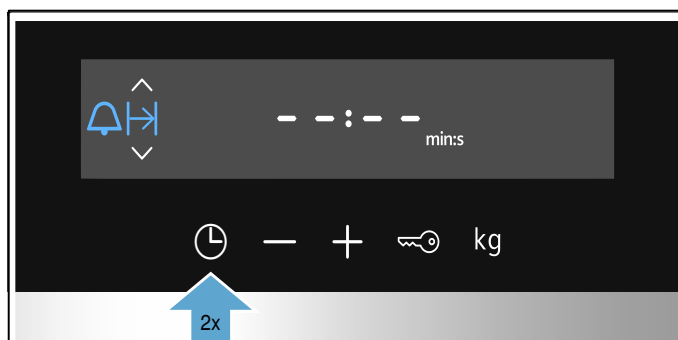 – –:– –
min:s
kg
2x